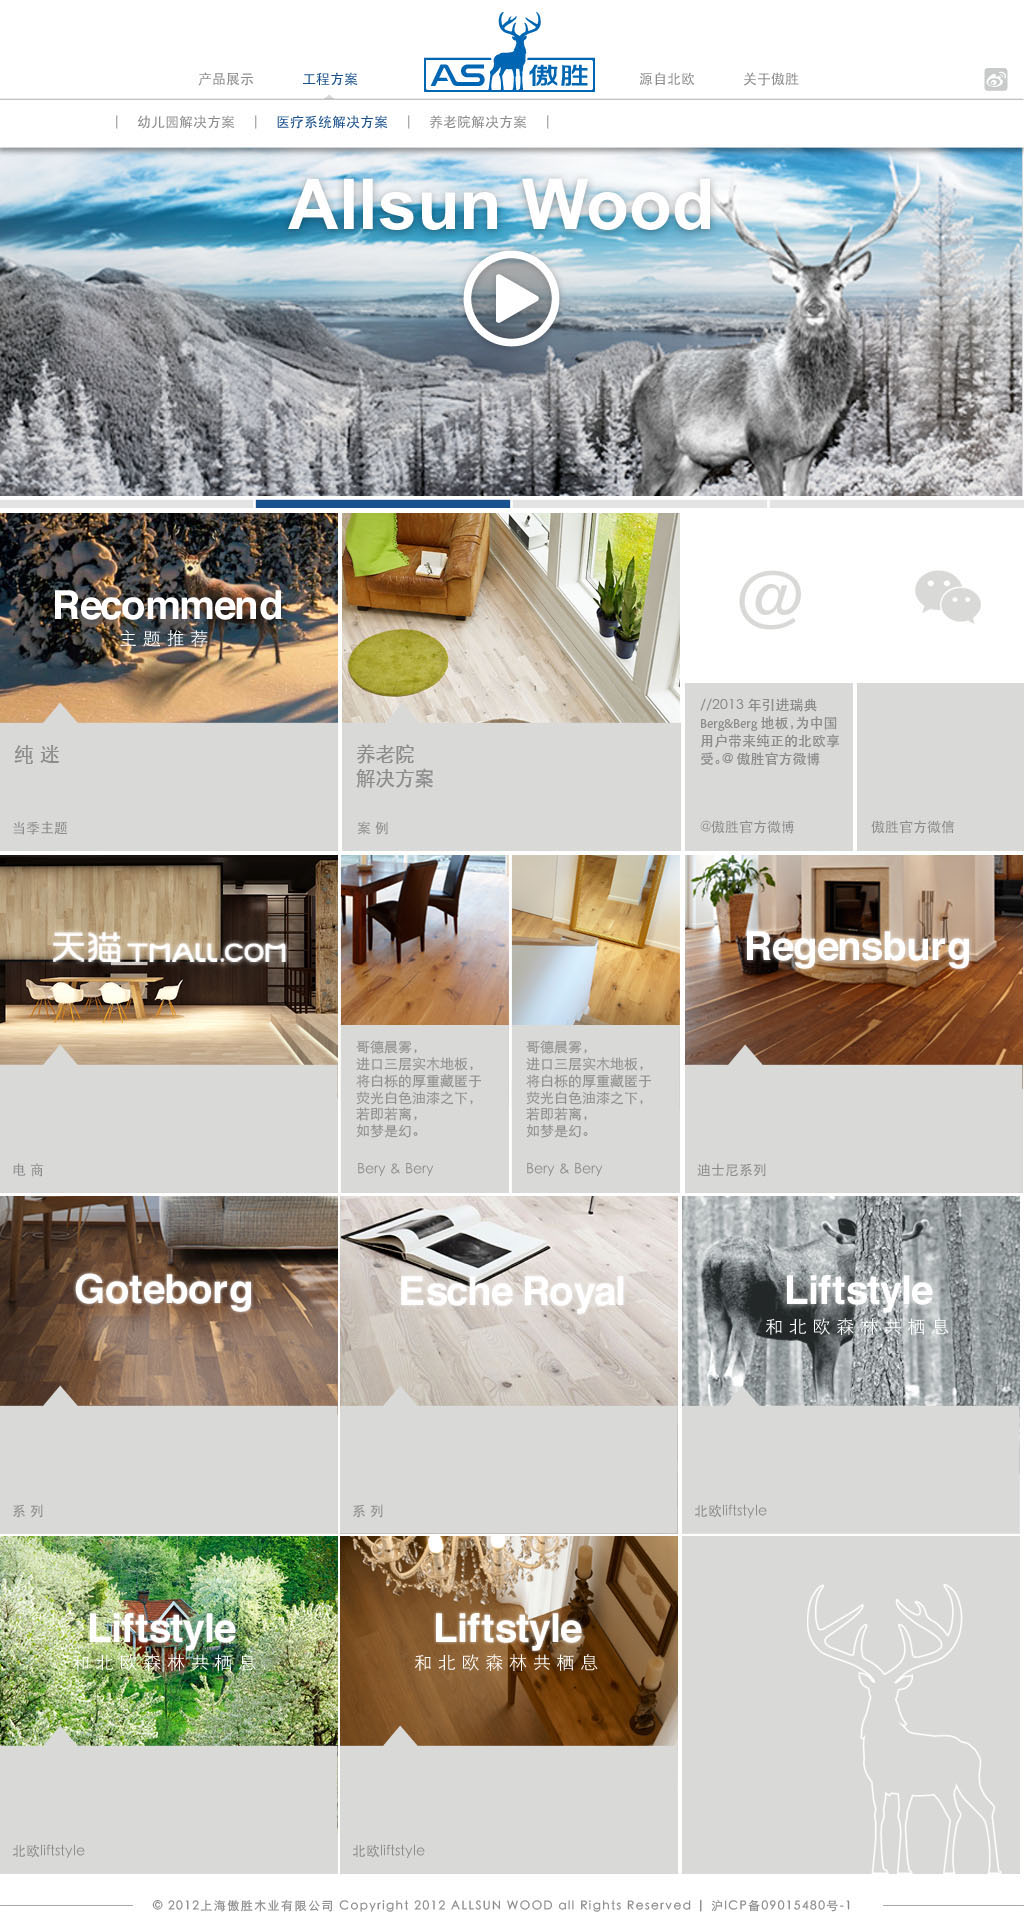 产品展示
工程方案
AS 傲胜
源自北欧
关于傲胜
| 幼儿园解决方案 | 医疗系统解决方案 | 养老院解决方案 |
Allsun Wood
Recommend
主题推荐
纯 迷
当季主题
养老院
解决方案
案 例
@
//2013 年引进瑞典
Berg&Berg 地板,为中国
用户带来纯正的北欧享
受。@ 傲胜官方微博
@傲胜官方微博
傲胜官方微信
天猫TMALL.COM
电 商
哥德晨雾,
进口三层实木地板,
将白栎的厚重藏匿于
荧光白色油漆之下,
若即若离,
如梦是幻。
Bery & Bery
哥德晨雾,
进口三层实木地板,
将白栎的厚重藏匿于
荧光白色油漆之下,
若即若离,
如梦是幻。
Bery & Bery
Regensburg
迪士尼系列
Goteborg
系 列
Esche Royal
系 列
Liftstyle
和北欧森林共栖息
北欧liftstyle
Liftstyle
和北欧森林共栖息
北欧liftstyle
Liftstyle
和北欧森林共栖息
北欧liftstyle
© 2012上海傲胜木业有限公司 Copyright 2012 ALLSUN WOOD all Rights Reserved | 沪ICP备09015480号-1